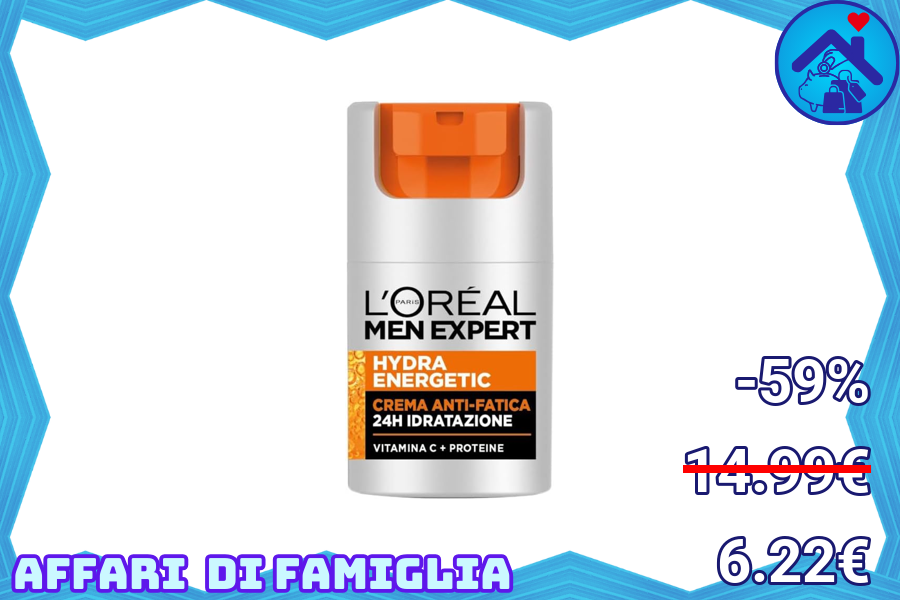 L'ORÉAL
PARIS
MEN EXPERT
HYDRA
ENERGETIC
CREMA ANTI-FATICA
24H IDRATAZIONE
VITAMINA C + PROTEINE
-59%
14.99€
6.22€
AFFARI DI FAMIGLIA